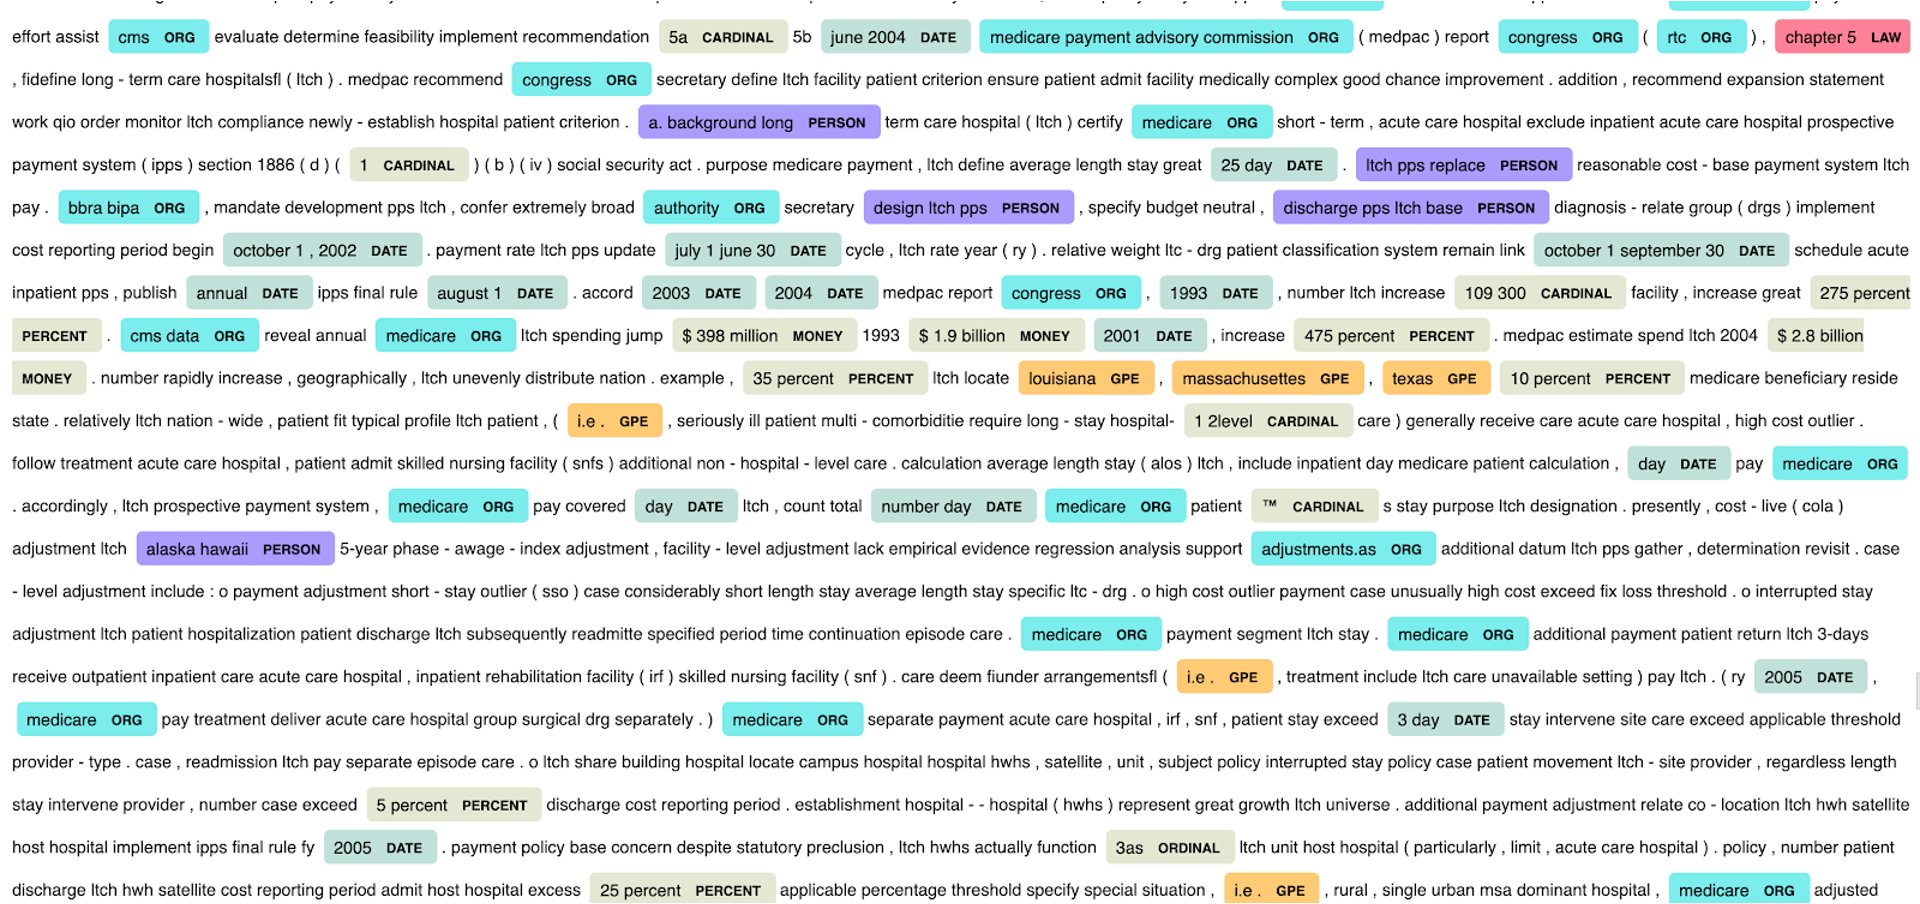 effort assist cms ORG evaluate determine feasibility implement recommendation 5a CARDINAL 5b june 2004 DATE medicare payment advisory commission ORG ( medpac ) report congress ORG ( rtc ORG ) , chapter 5 LAW
, fidefine long - term care hospitalsfl ( ltch ) . medpac recommend congress ORG secretary define ltch facility patient criterion ensure patient admit facility medically complex good chance improvement . addition , recommend expansion statement
work qio order monitor ltch compliance newly - establish hospital patient criterion . a. background long PERSON term care hospital ( ltch ) certify medicare ORG short - term , acute care hospital exclude inpatient acute care hospital prospective
payment system ( ipps ) section 1886 ( d ) ( 1 CARDINAL ) ( b ) ( iv ) social security act . purpose medicare payment , ltch define average length stay great 25 day DATE . ltch pps replace PERSON reasonable cost - base payment system ltch
pay . bbra bipa ORG , mandate development pps ltch , confer extremely broad authority ORG secretary design ltch pps PERSON , specify budget neutral , discharge pps ltch base PERSON diagnosis - relate group ( drgs ) implement
cost reporting period begin october 1 , 2002 DATE . payment rate ltch pps update july 1 june 30 DATE cycle , ltch rate year ( ry ) . relative weight ltc - drg patient classification system remain link october 1 september 30 DATE schedule acute
inpatient pps , publish annual DATE ipps final rule august 1 DATE . accord 2003 DATE 2004 DATE medpac report congress ORG , 1993 DATE , number ltch increase 109 300 CARDINAL facility , increase great 275 percent
PERCENT . cms data ORG reveal annual medicare ORG ltch spending jump $ 398 million MONEY 1993 $ 1.9 billion MONEY 2001 DATE , increase 475 percent PERCENT . medpac estimate spend ltch 2004 $ 2.8 billion
MONEY . number rapidly increase , geographically , ltch unevenly distribute nation . example , 35 percent PERCENT ltch locate louisiana GPE , massachusettes GPE , texas GPE 10 percent PERCENT medicare beneficiary reside
state . relatively ltch nation - wide , patient fit typical profile ltch patient , ( i.e . GPE , seriously ill patient multi - comorbiditie require long - stay hospital- 1 2level CARDINAL care ) generally receive care acute care hospital , high cost outlier .
follow treatment acute care hospital , patient admit skilled nursing facility ( snfs ) additional non - hospital - level care . calculation average length stay ( alos ) ltch , include inpatient day medicare patient calculation , day DATE pay medicare ORG
. accordingly , ltch prospective payment system , medicare ORG pay covered day DATE ltch , count total number day DATE medicare ORG patient ™ CARDINAL s stay purpose ltch designation . presently , cost - live ( cola )
adjustment ltch alaska hawaii PERSON 5-year phase - awage - index adjustment , facility - level adjustment lack empirical evidence regression analysis support adjustments.as ORG additional datum ltch pps gather , determination revisit . case
- level adjustment include : o payment adjustment short - stay outlier ( sso ) case considerably short length stay average length stay specific ltc - drg . o high cost outlier payment case unusually high cost exceed fix loss threshold . o interrupted stay
adjustment ltch patient hospitalization patient discharge ltch subsequently readmitte specified period time continuation episode care . medicare ORG payment segment ltch stay . medicare ORG additional payment patient return ltch 3-days
receive outpatient inpatient care acute care hospital , inpatient rehabilitation facility ( irf ) skilled nursing facility ( snf ) . care deem fiunder arrangementsfl ( i.e . GPE , treatment include ltch care unavailable setting ) pay ltch . ( ry 2005 DATE ,
medicare ORG pay treatment deliver acute care hospital group surgical drg separately . ) medicare ORG separate payment acute care hospital , irf , snf , patient stay exceed 3 day DATE stay intervene site care exceed applicable threshold
provider - type . case , readmission ltch pay separate episode care . o ltch share building hospital locate campus hospital hospital hwhs , satellite , unit , subject policy interrupted stay policy case patient movement ltch - site provider , regardless length
stay intervene provider , number case exceed 5 percent PERCENT discharge cost reporting period . establishment hospital - - hospital ( hwhs ) represent great growth ltch universe . additional payment adjustment relate co - location ltch hwh satellite
host hospital implement ipps final rule fy 2005 DATE . payment policy base concern despite statutory preclusion , ltch hwhs actually function 3as ORDINAL ltch unit host hospital ( particularly , limit , acute care hospital ) . policy , number patient
discharge ltch hwh satellite cost reporting period admit host hospital excess 25 percent PERCENT applicable percentage threshold specify special situation , i.e . GPE , rural , single urban msa dominant hospital , medicare ORG adjusted